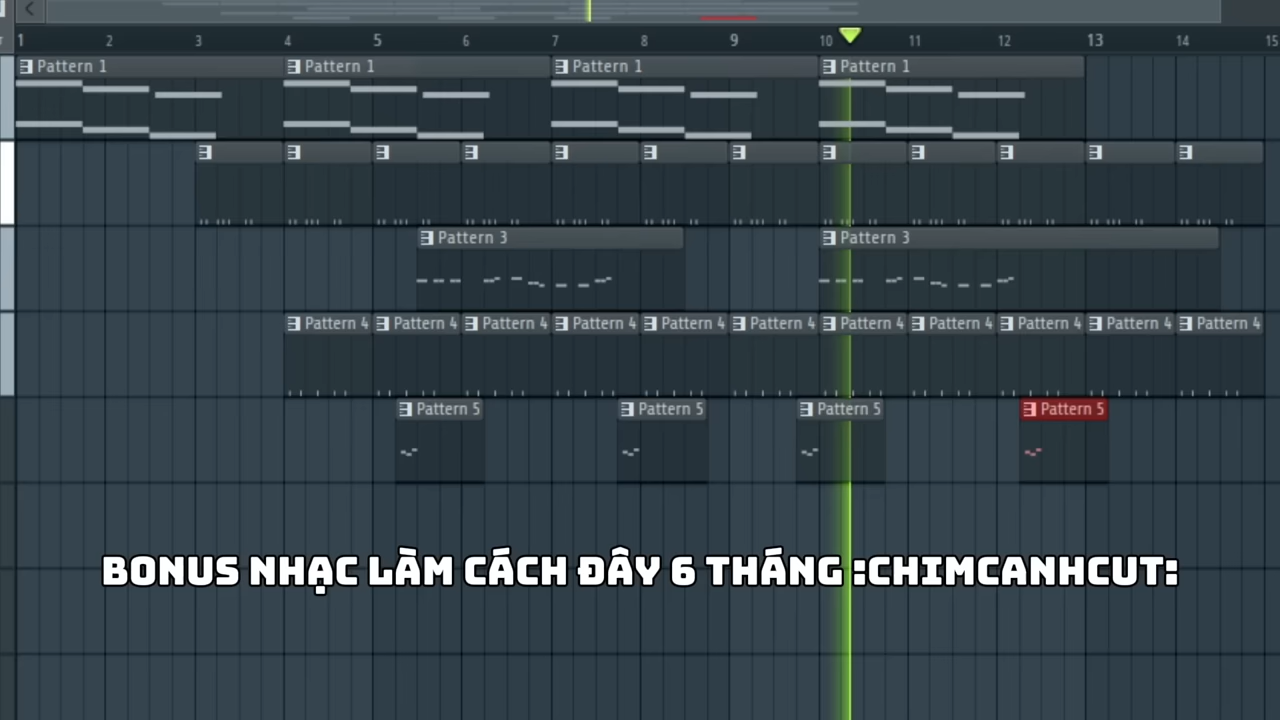 1 2 3 4 5 6 7 8 9 10 11 12 13 14 15
Pattern 1 Pattern 1 Pattern 1 Pattern 1
Pattern 3 Pattern 3
Pattern 4 Pattern 4 Pattern 4 Pattern 4 Pattern 4 Pattern 4 Pattern 4 Pattern 4 Pattern 4 Pattern 4 Pattern 4
Pattern 5 Pattern 5 Pattern 5 Pattern 5
BONUS NHẠC LÀM CÁCH ĐÂY 6 THÁNG :CHIMCANHCUT: